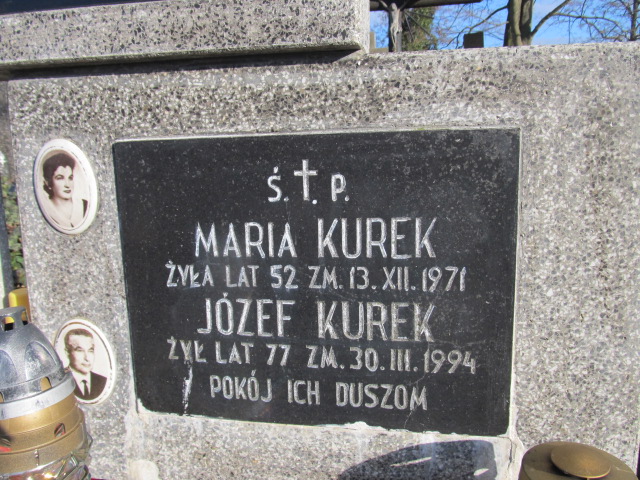 Ś.†P.
MARIA KUREK
ŻYŁA LAT 52 ZM. 13. XII. 1971
JÓZEF KUREK
ŻYŁ LAT 77 ZM. 30. III. 1994
POKÓJ ICH DUSZOM